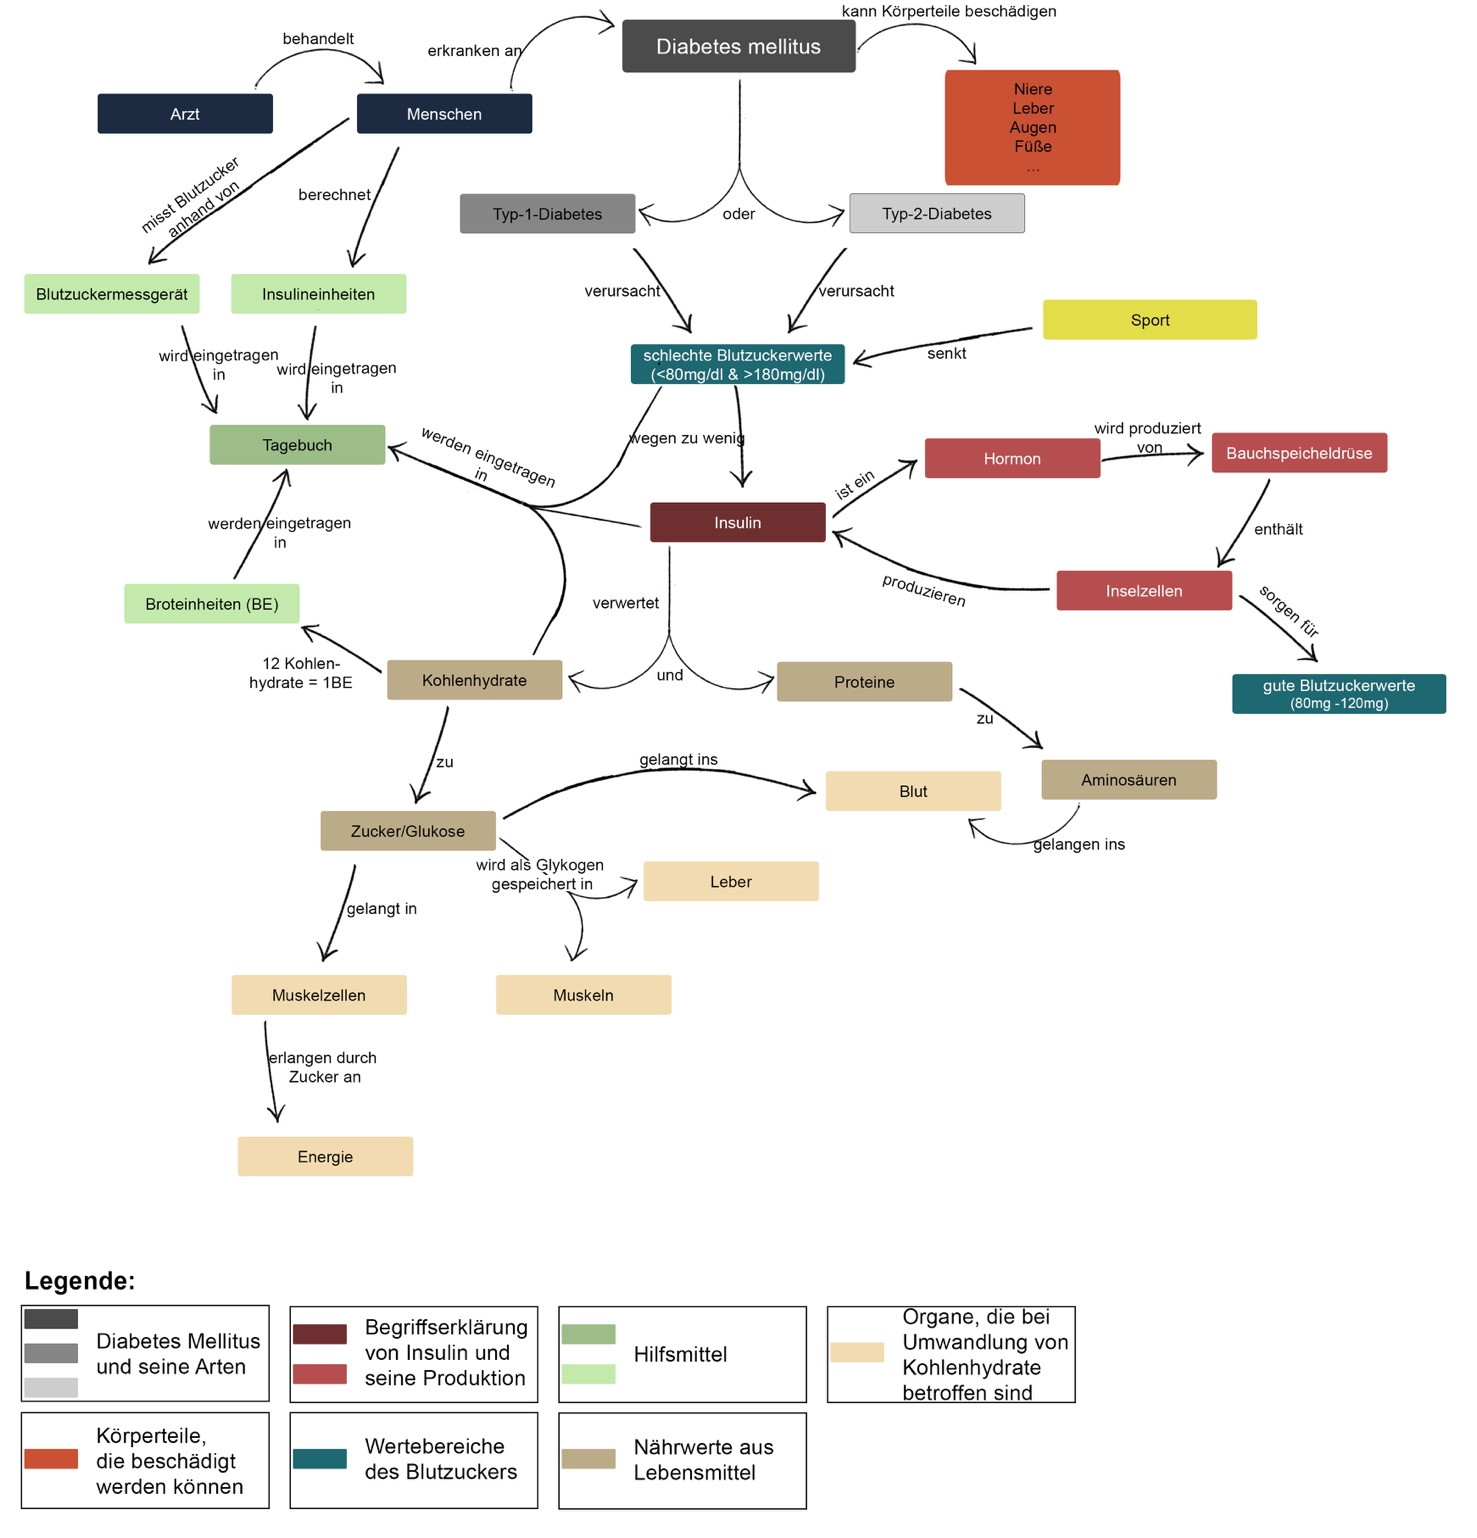 kann Körperteile beschädigen
behandelt
erkranken an
Diabetes mellitus
Arzt
Menschen
Niere
Leber
Augen
Füße
...
misst Blutzucker
anhand von
berechnet
Typ-1-Diabetes
oder
Typ-2-Diabetes
Blutzuckermessgerät
Insulineinheiten
verursacht
verursacht
Sport
wird eingetragen
in
wird eingetragen
in
schlechte Blutzuckerwerte
(<80mg/dl & >180mg/dl)
senkt
Tagebuch
werden eingetragen
in
wegen zu wenig
Hormon
wird produziert
von
Bauchspeicheldrüse
ist ein
Insulin
werden eingetragen
in
enthält
Broteinheiten (BE)
verwertet
produzieren
Inselzellen
sorgen für
12 Kohlen-
hydrate = 1BE
Kohlenhydrate
und
Proteine
gute Blutzuckerwerte
(80mg -120mg)
zu
zu
gelangt ins
Blut
Aminosäuren
Zucker/Glukose
gelangen ins
wird als Glykogen
gespeichert in
Leber
gelangt in
Muskelzellen
Muskeln
erlangen durch
Zucker an
Energie
Legende:
Diabetes Mellitus
und seine Arten
Begriffserklärung
von Insulin und
seine Produktion
Hilfsmittel
Organe, die bei
Umwandlung von
Kohlenhydrate
betroffen sind
Körperteile,
die beschädigt
werden können
Wertebereiche
des Blutzuckers
Nährwerte aus
Lebensmittel